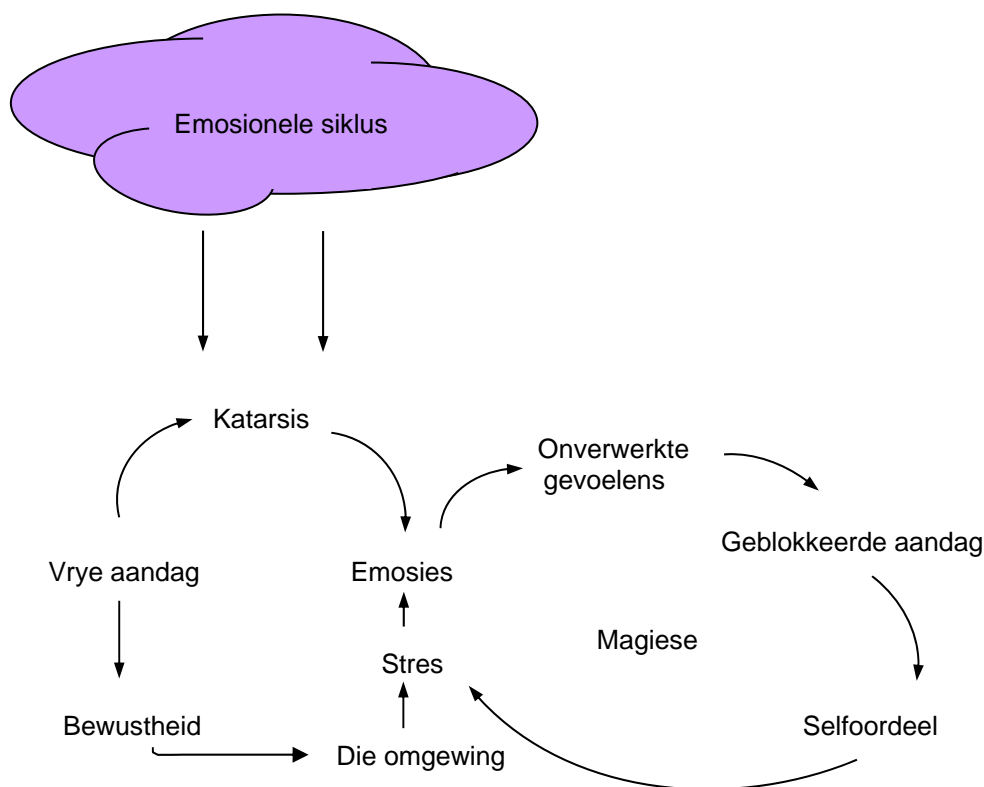 Emosionele siklus
Katarsis
Onverwerkte
gevoelens
Geblokkeerde aandag
Vrye aandag
Emosies
Magiese
Stres
Bewustheid
Selfoordeel
Die omgewing